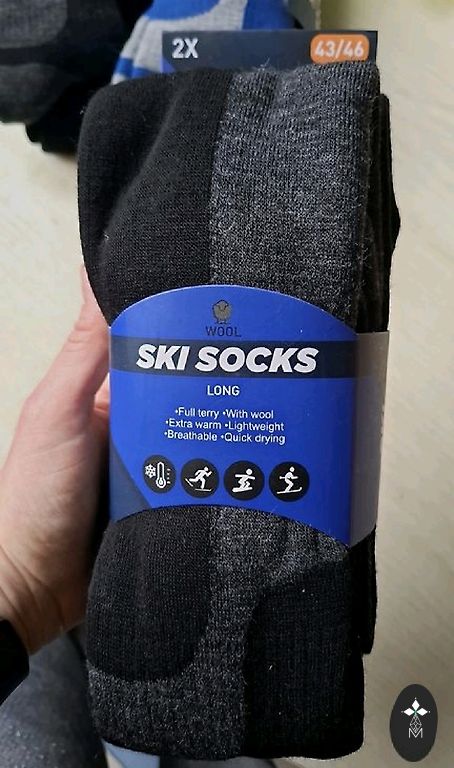 2X
43/46
WOOL
SKI SOCKS
LONG
•Full terry •With wool
•Extra warm •Lightweight
•Breathable •Quick drying
M